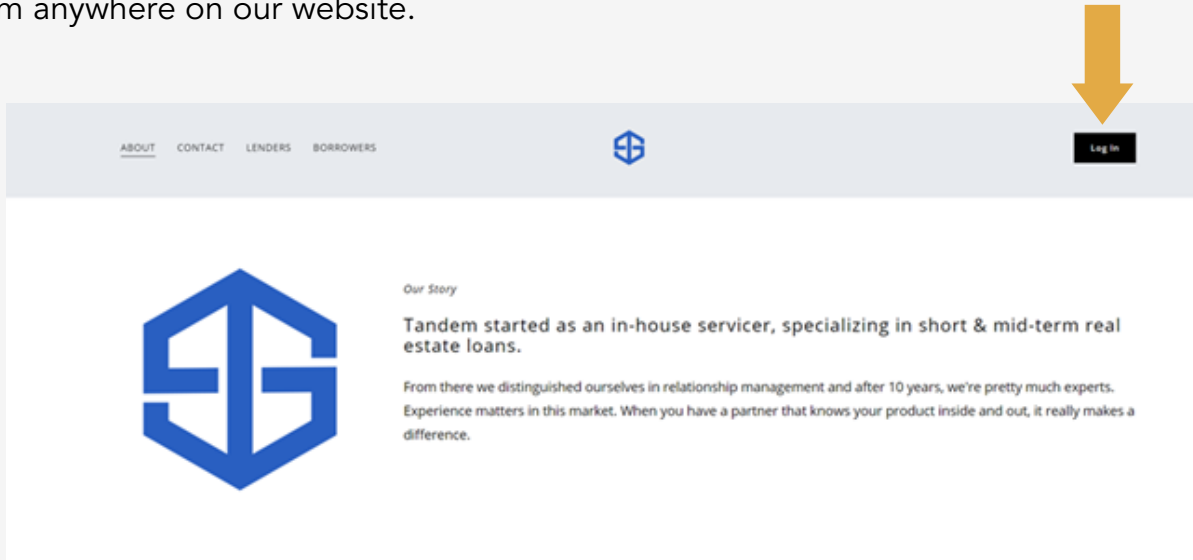 m anywhere on our website.
ABOUT CONTACT LENDERS BORROWERS
Log In
Our Story
Tandem started as an in-house servicer, specializing in short & mid-term real
estate loans.
From there we distinguished ourselves in relationship management and after 10 years, we're pretty much experts.
Experience matters in this market. When you have a partner that knows your product inside and out, it really makes a
difference.